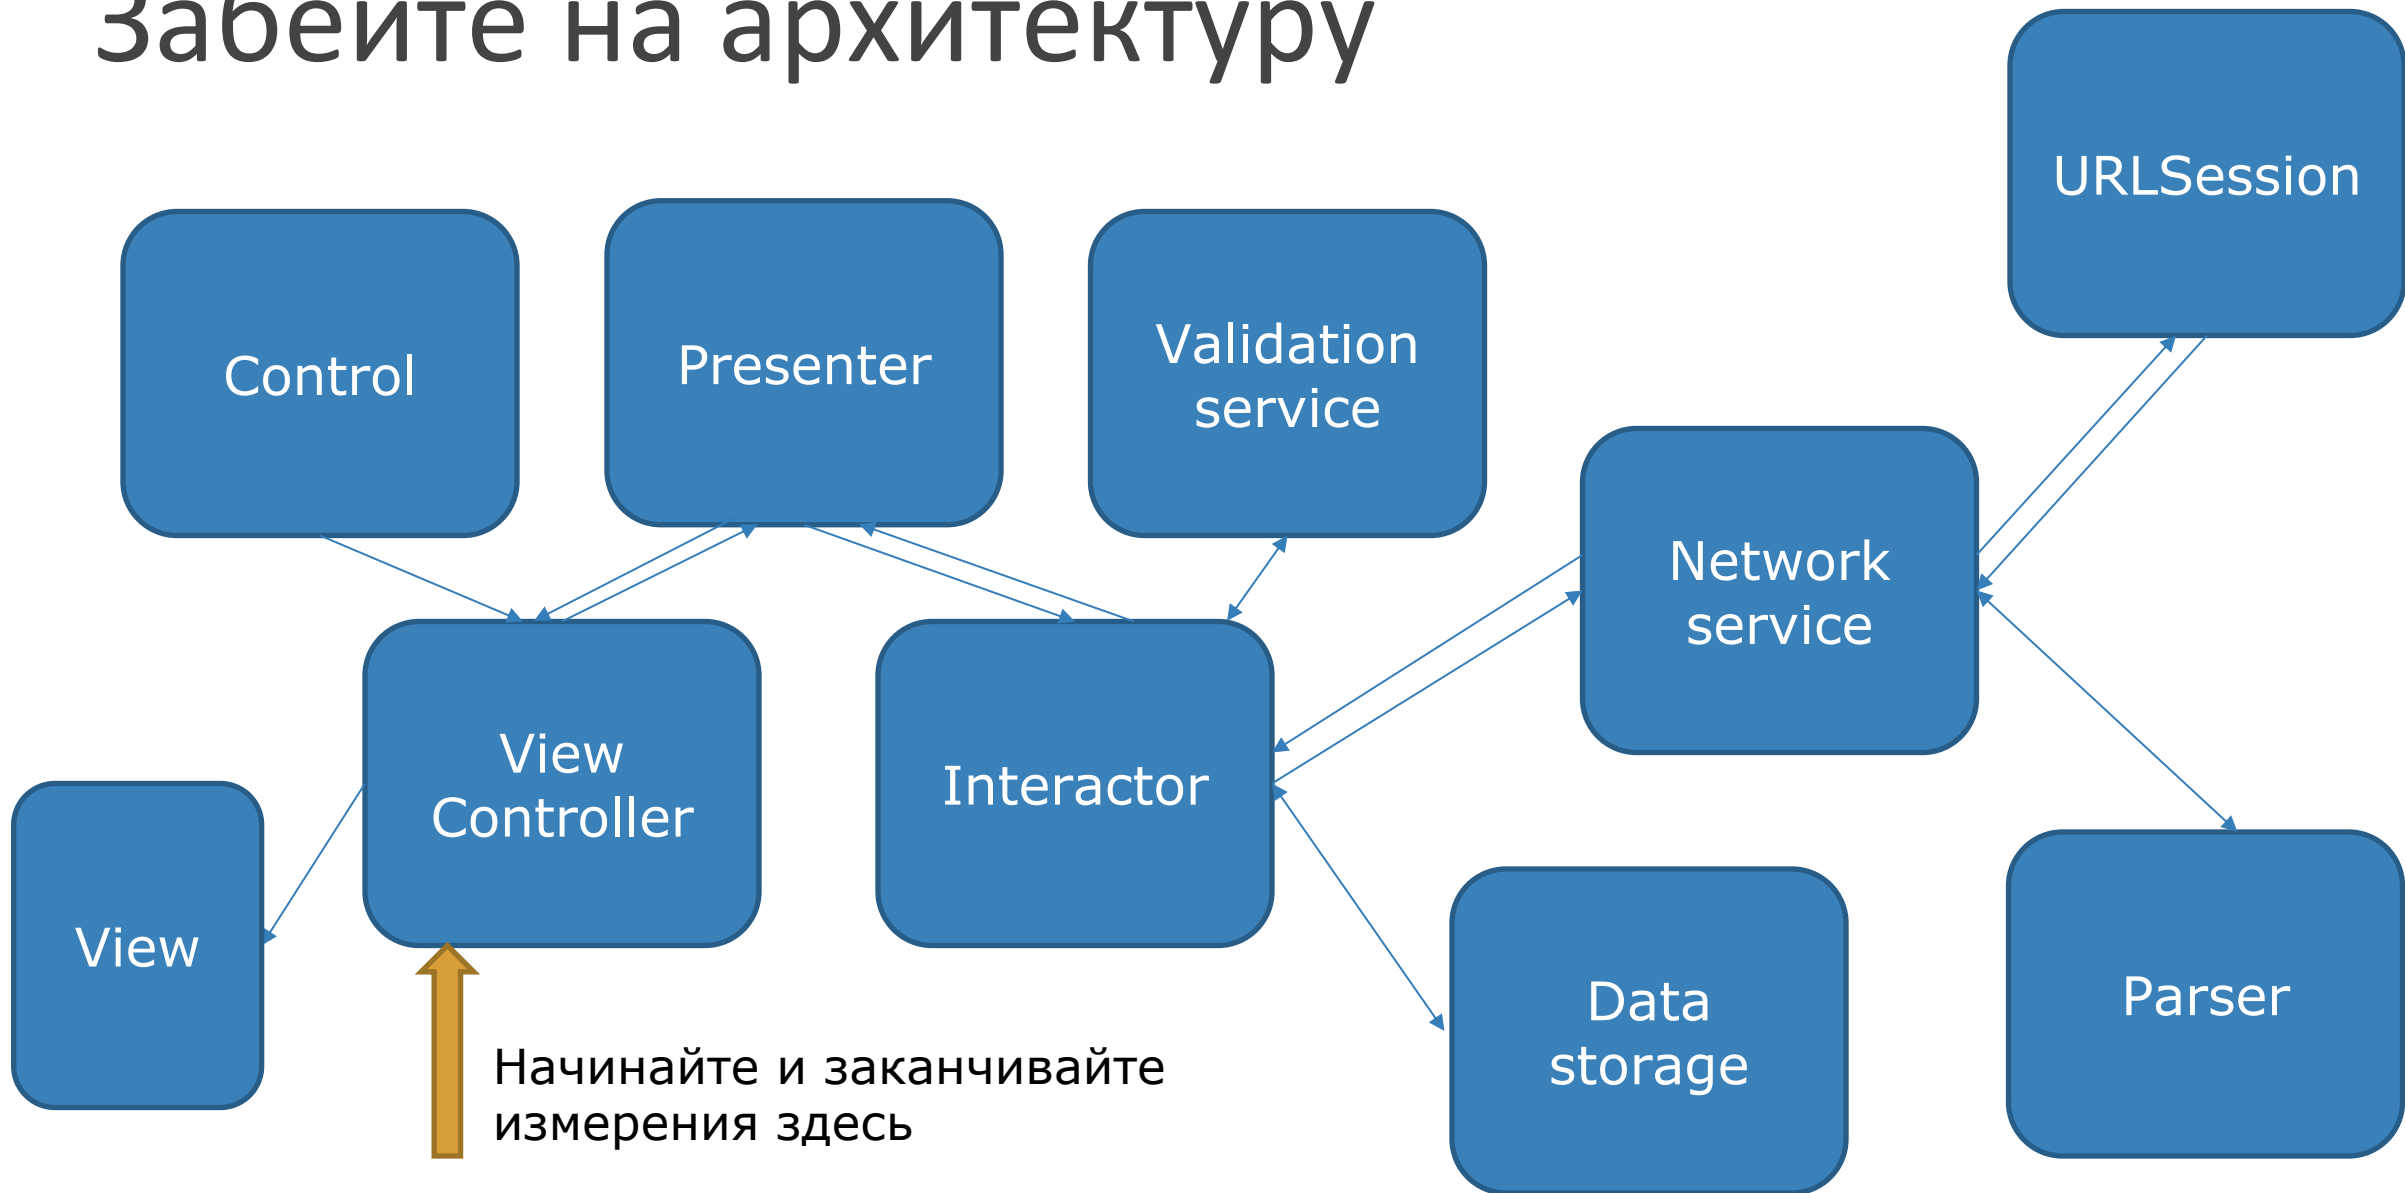 Забейте на архитектуру
URLSession
Control
Presenter
Validation
service
Network
service
View
Controller
Interactor
View
Data
storage
Parser
Начинайте и заканчивайте
измерения здесь